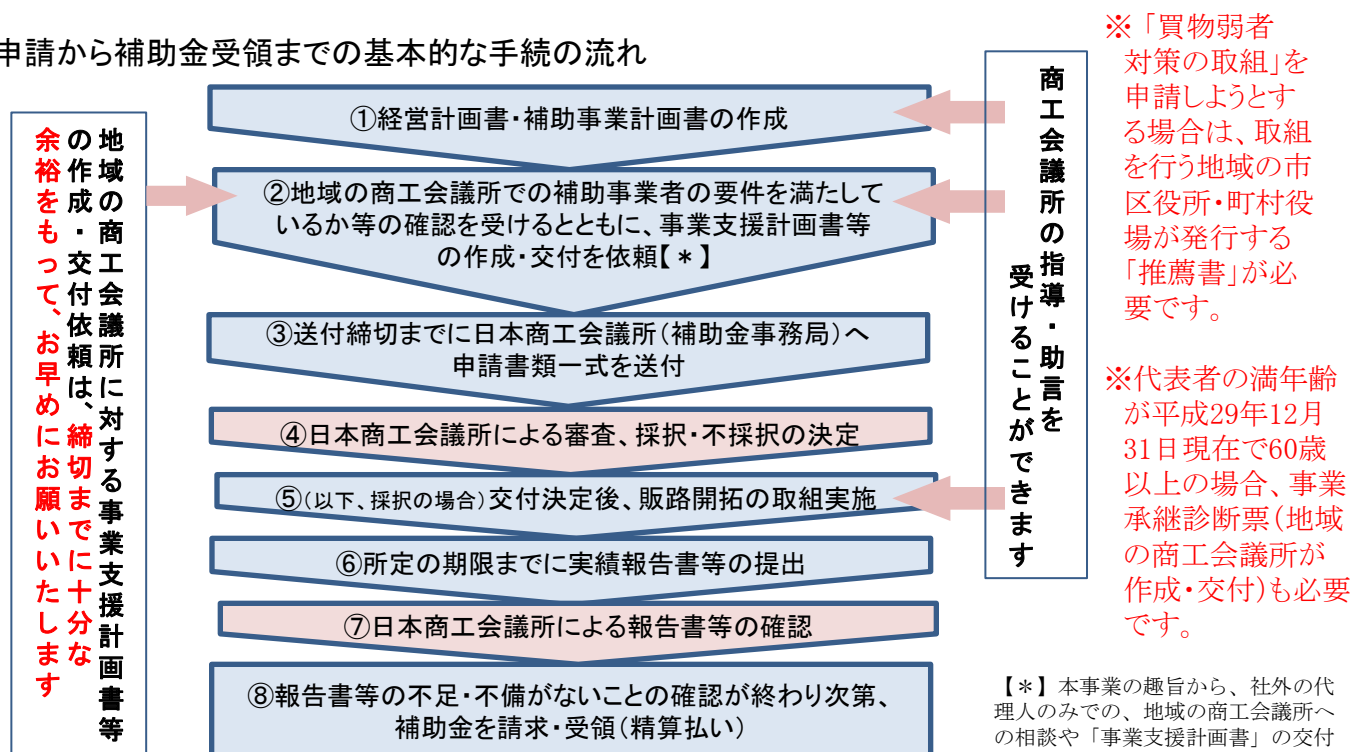 申請から補助金受領までの基本的な手続の流れ
地域の商工会議所に対する事業支援計画書等
の作成・交付依頼は、締切までに十分な
余裕をもって、お早めにお願いいたします
①経営計画書・補助事業計画書の作成
②地域の商工会議所での補助事業者の要件を満たして
いるか等の確認を受けるとともに、事業支援計画書等
の作成・交付を依頼【*】
③送付締切までに日本商工会議所(補助金事務局)へ
申請書類一式を送付
④日本商工会議所による審査、採択・不採択の決定
⑤(以下、採択の場合)交付決定後、販路開拓の取組実施
⑥所定の期限までに実績報告書等の提出
⑦日本商工会議所による報告書等の確認
⑧報告書等の不足・不備がないことの確認が終わり次第、
補助金を請求・受領(精算払い)
商工会議所の指導・助言を
受けることができます
※「買物弱者
対策の取組」を
申請しようとす
る場合は、取組
を行う地域の市
区役所・町村役
場が発行する
「推薦書」が必
要です。
※代表者の満年齢
が平成29年12月
31日現在で60歳
以上の場合、事業
承継診断票(地域
の商工会議所が
作成・交付)も必要
です。
【*】本事業の趣旨から、社外の代
理人のみでの、地域の商工会議所へ
の相談や「事業支援計画書」の交付